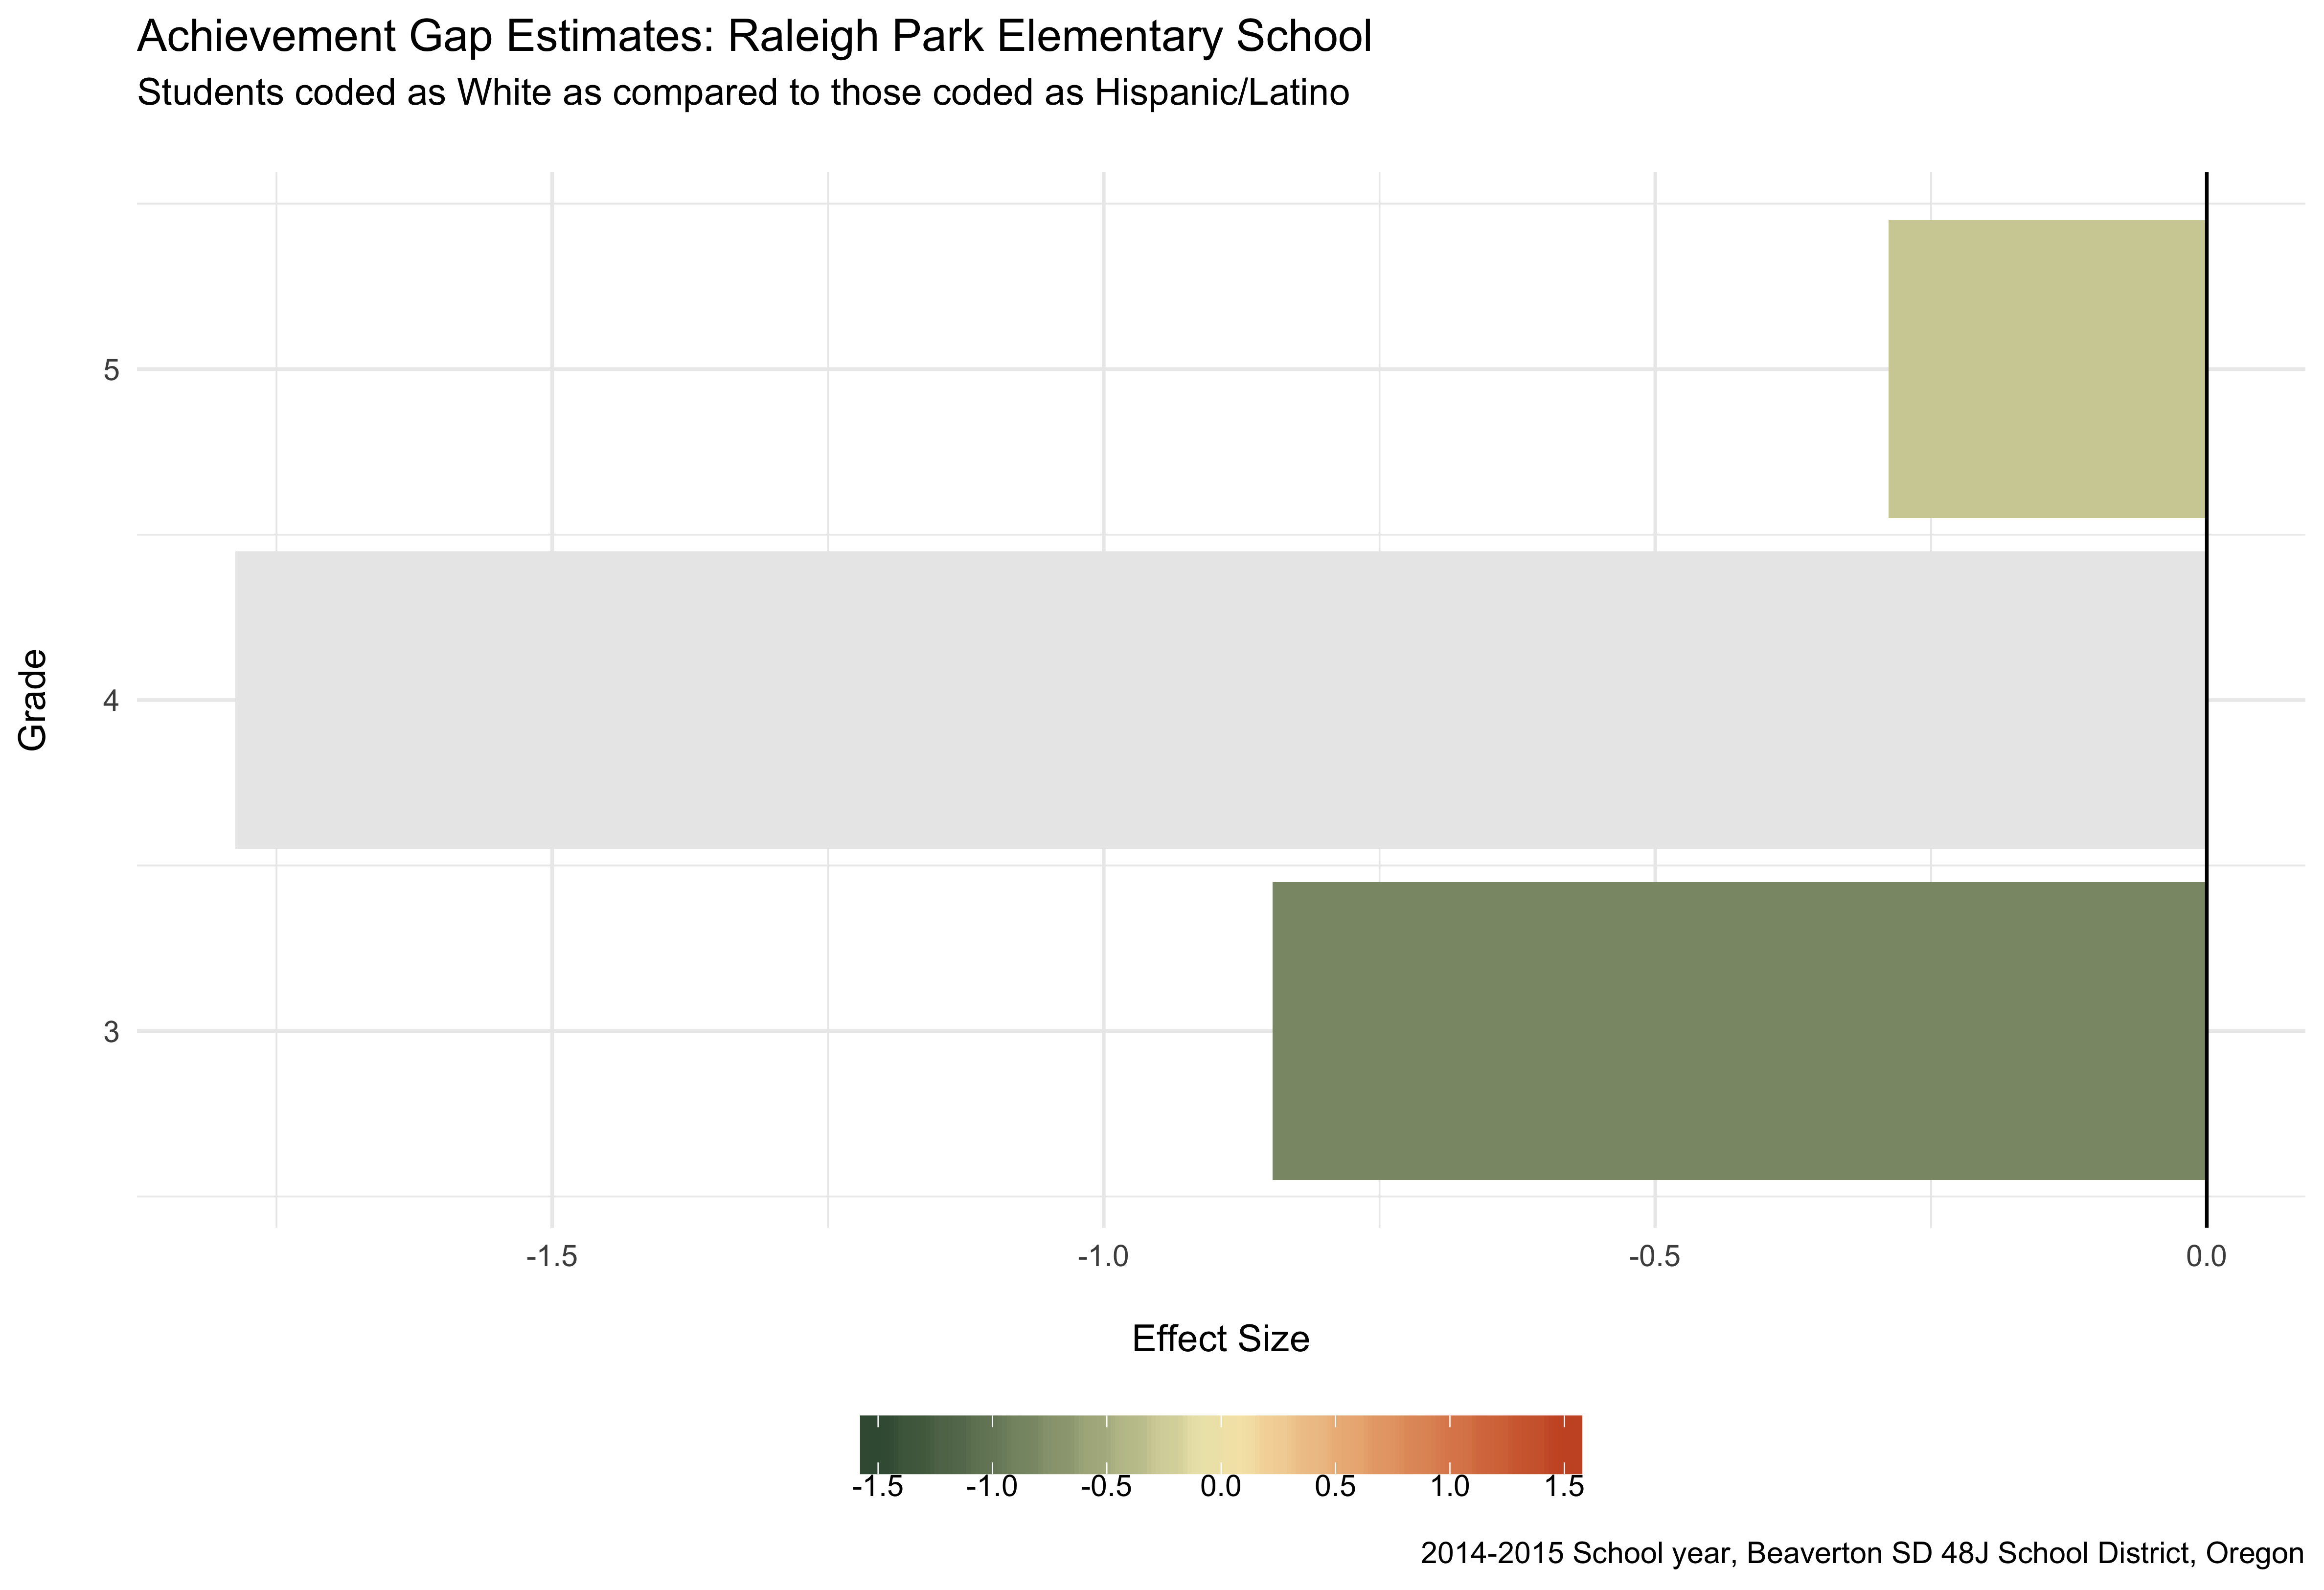 Achievement Gap Estimates: Raleigh Park Elementary School
Students coded as White as compared to those coded as Hispanic/Latino
Grade
5
4
3
-1.5 -1.0 -0.5 0.0
Effect Size
-1.5 -1.0 -0.5 0.0 0.5 1.0 1.5
2014-2015 School year, Beaverton SD 48J School District, Oregon